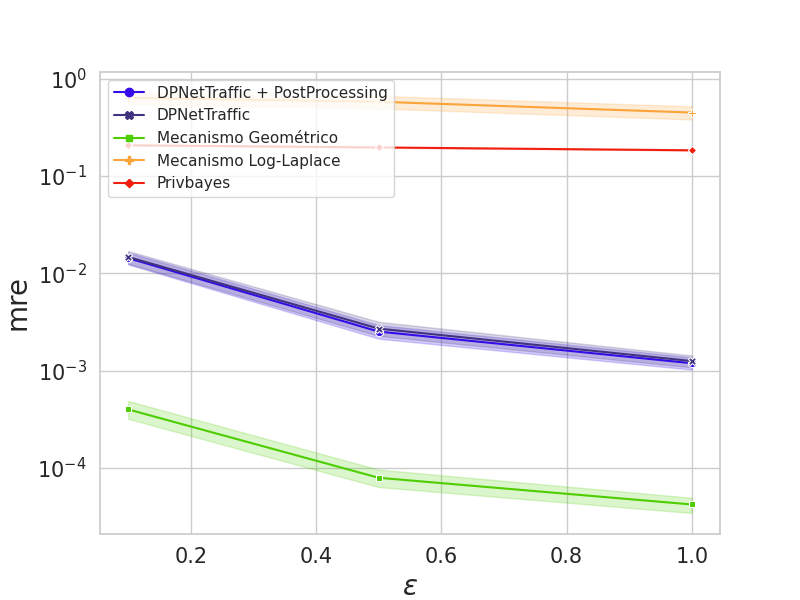 10^0
10^-1
10^-2
10^-3
10^-4
mre
DPNetTraffic + PostProcessing
DPNetTraffic
Mecanismo Geométrico
Mecanismo Log-Laplace
Privbayes
0.2 0.4 0.6 0.8 1.0
ε